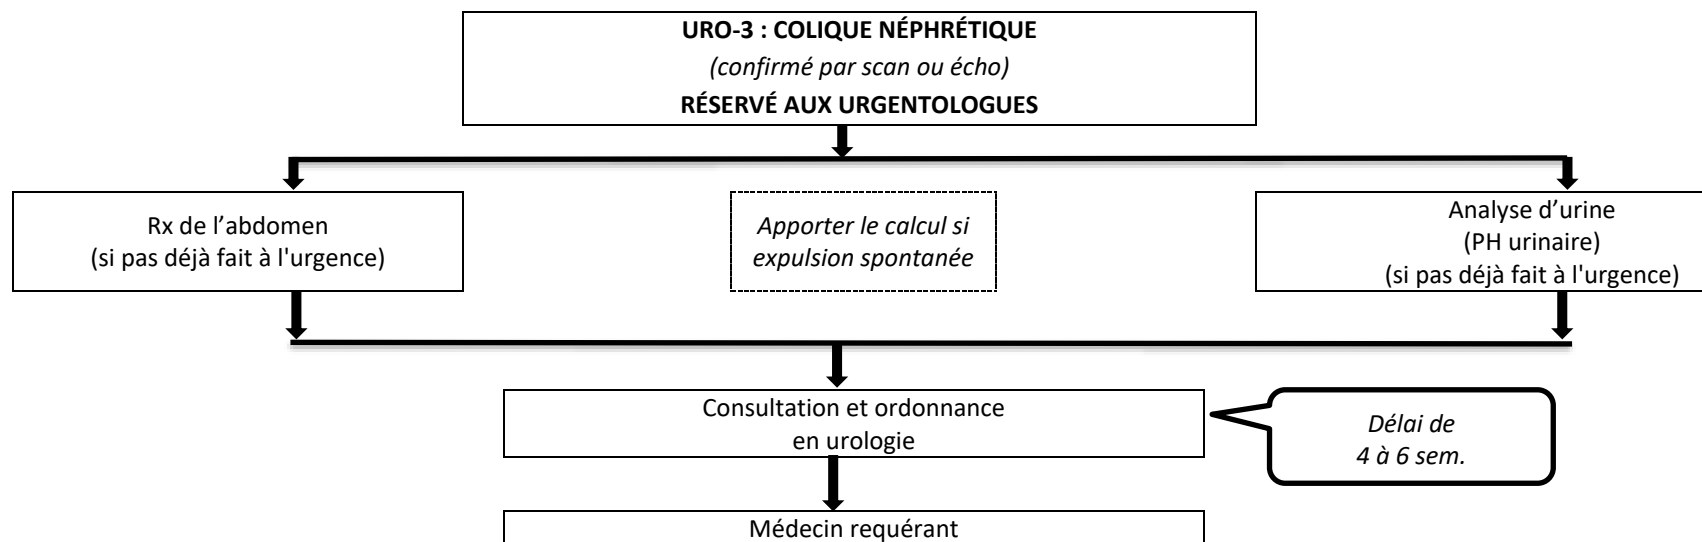 URO-3 : COLIQUE NÉPHRÉTIQUE
(confirmé par scan ou écho)
RÉSERVÉ AUX URGENTOLOGUES
Rx de l’abdomen
(si pas déjà fait à l'urgence)
Apporter le calcul si
expulsion spontanée
Analyse d’urine
(PH urinaire)
(si pas déjà fait à l'urgence)
Consultation et ordonnance
en urologie
Délai de
4 à 6 sem.
Médecin requérant